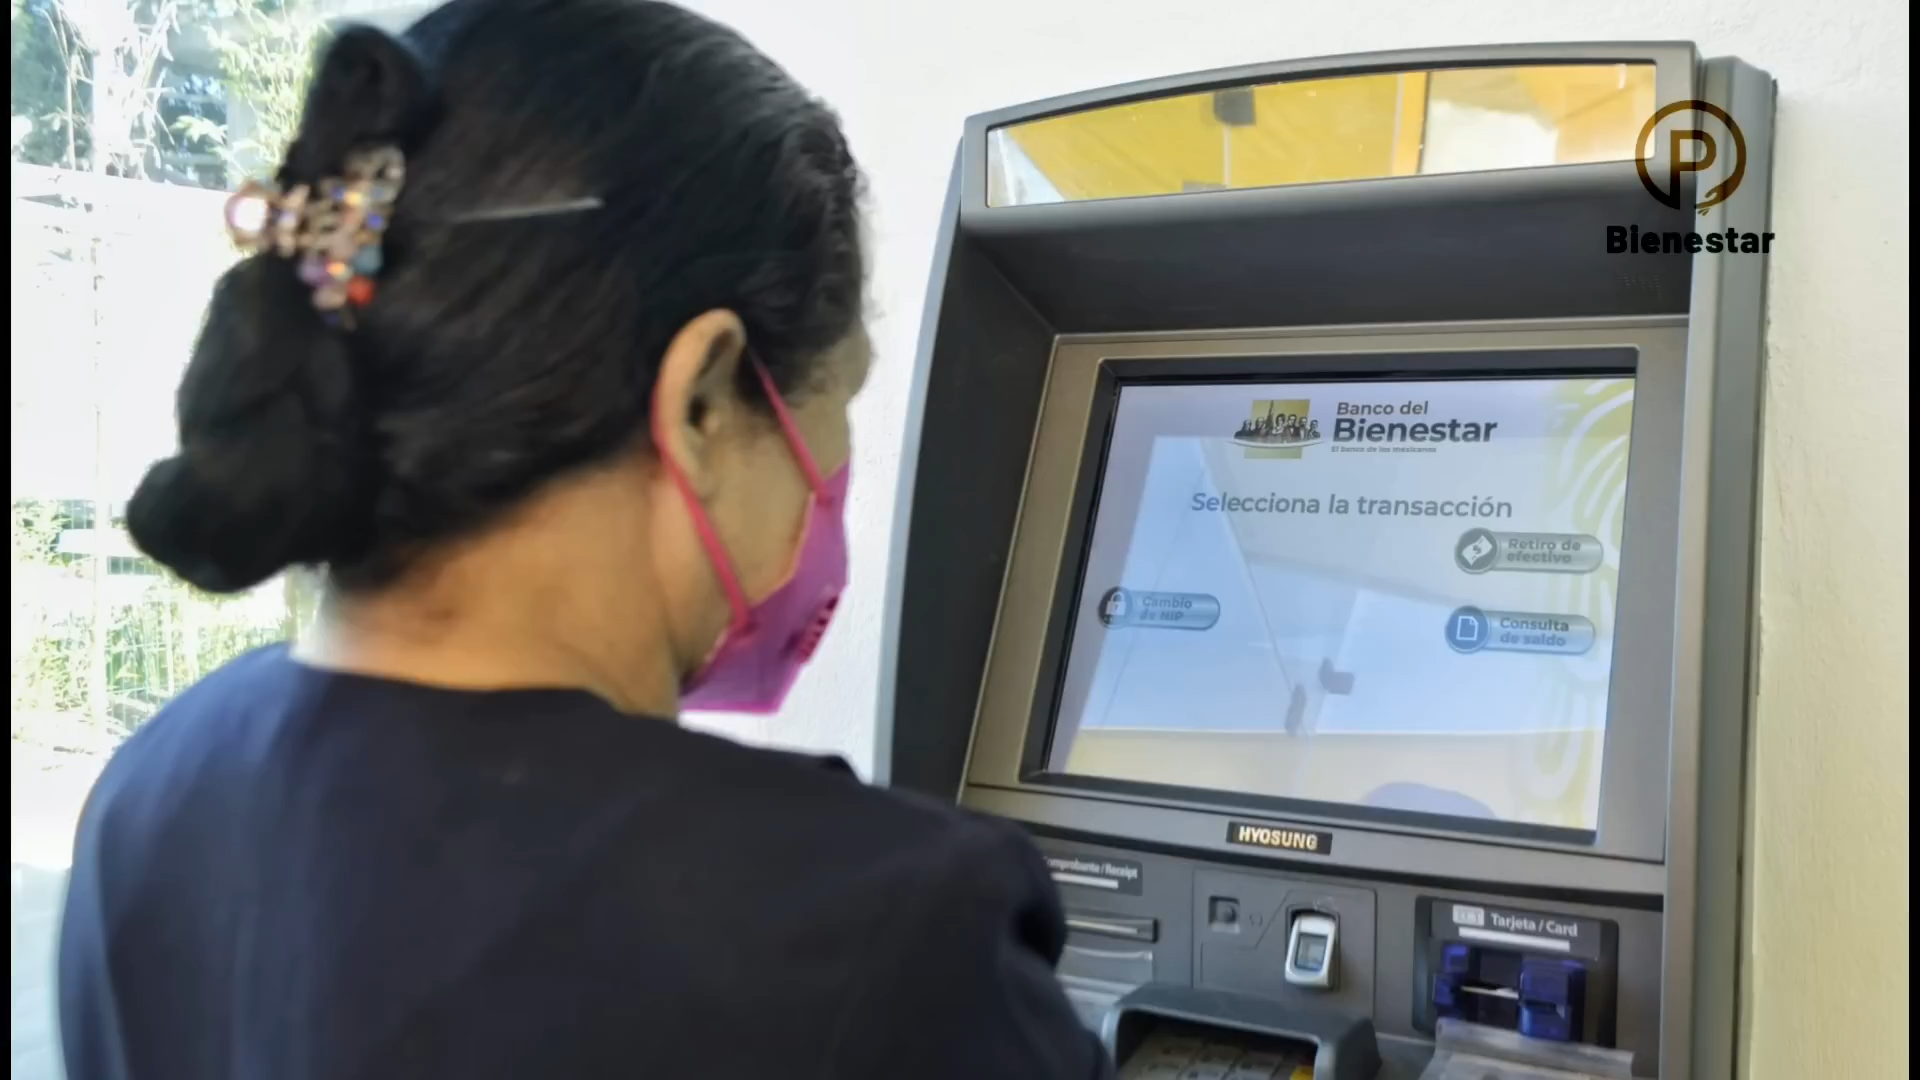 Bienestar
Banco del
Bienestar
El banco de los mexicanos
Selecciona la transacción
Retiro de
efectivo
Cambio
de NIP
Consulta
de saldo
HYOSUNG
Comprobante / Receipt
Tarjeta / Card